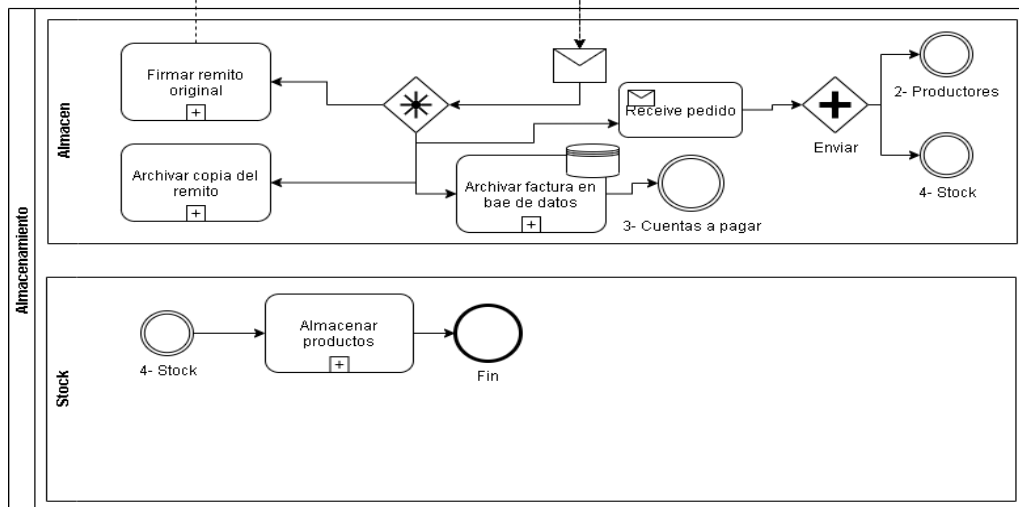 Almacenamiento
Almacen
Firmar remito
original
Receive pedido
2- Productores
Enviar
Archivar copia del
remito
Archivar factura en
bae de datos
4- Stock
3- Cuentas a pagar
Stock
4- Stock
Almacenar
productos
Fin